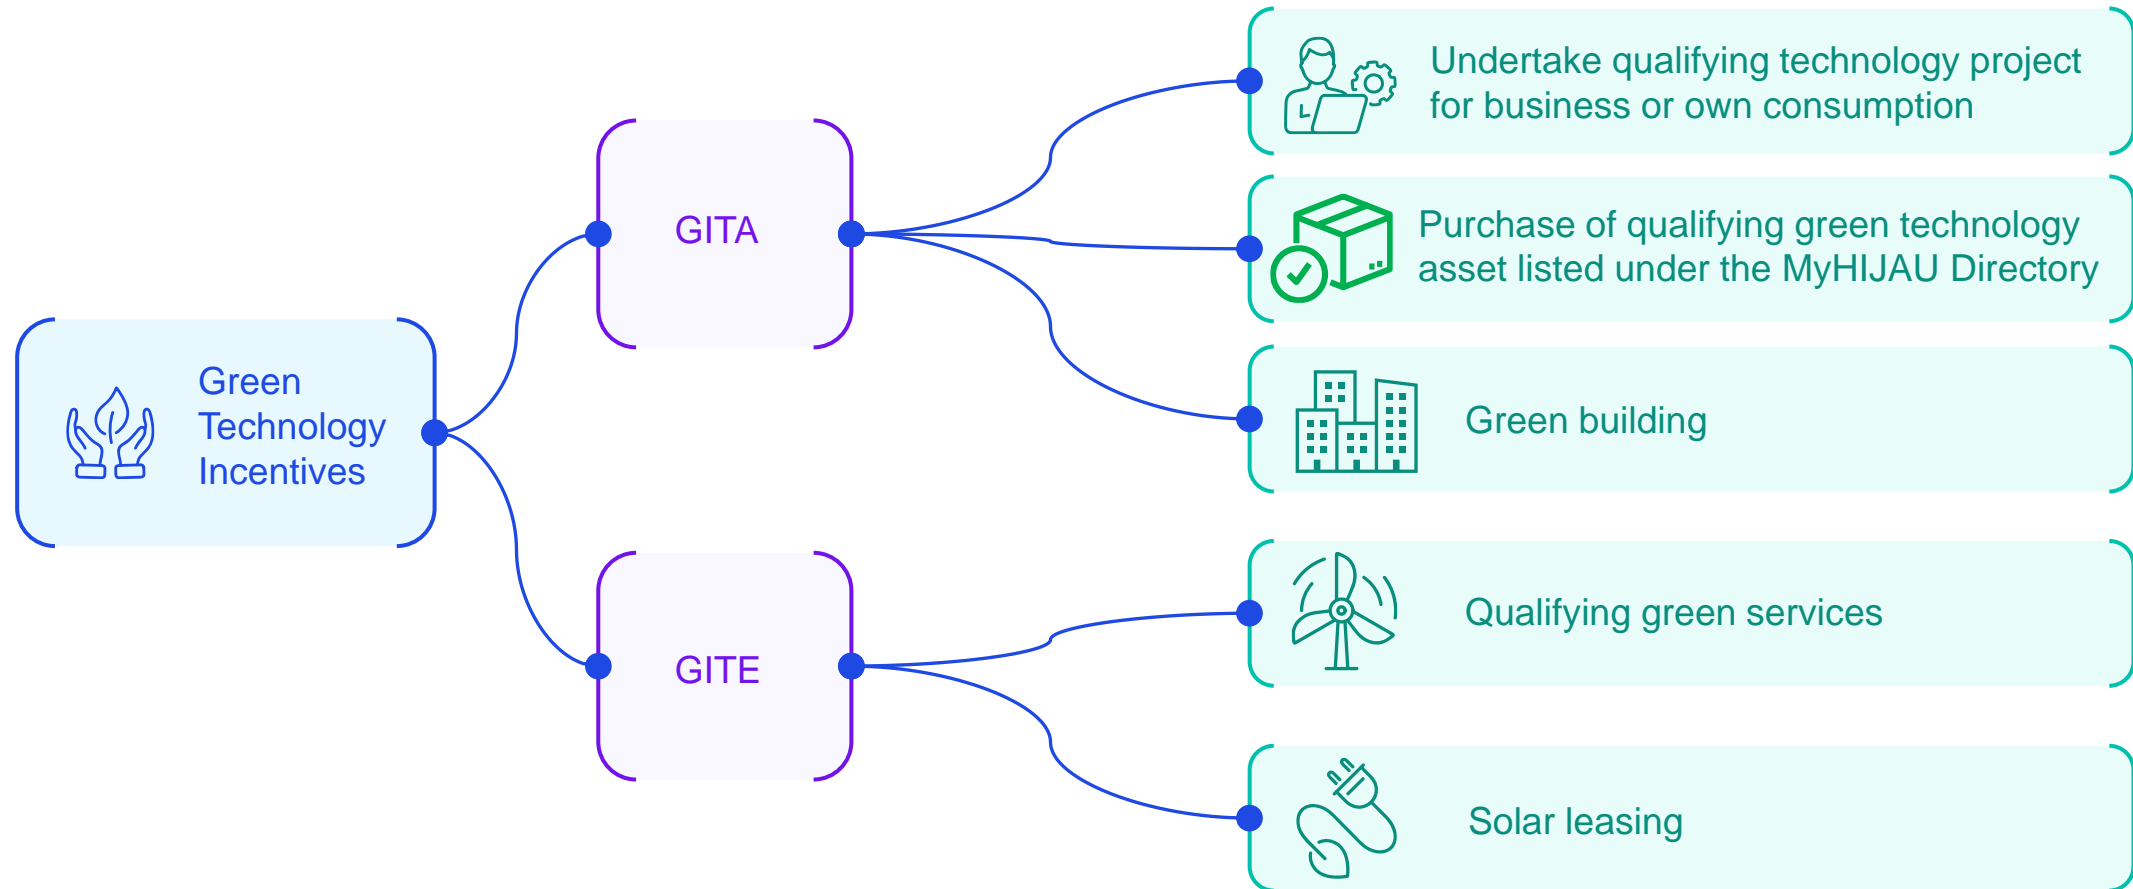 Green
Technology
Incentives
GITA
GITE
Undertake qualifying technology project
for business or own consumption
Purchase of qualifying green technology
asset listed under the MyHIJAU Directory
Green building
Qualifying green services
Solar leasing